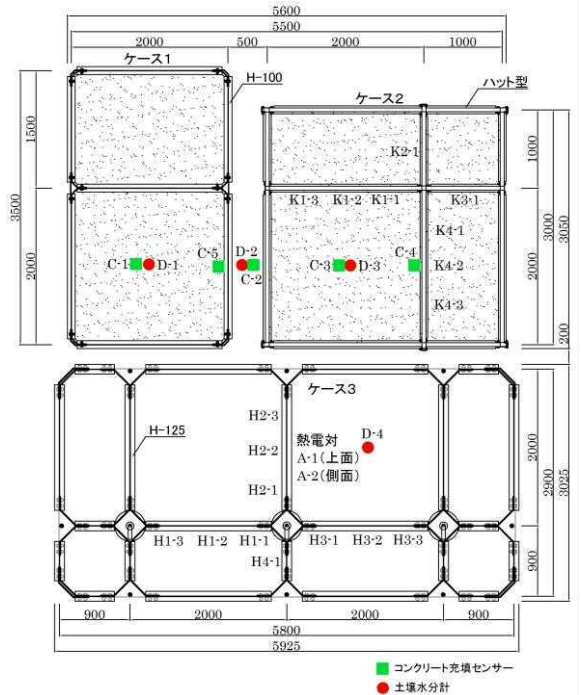 5600
5500
2000
500
2000
1000
ケース1
H-100
ハット型
ケース2
1500
3500
2000
K2-1
K1-3
K1-2
K1-1
K3-1
K4-1
K4-2
K4-3
C-1
D-1
C-5
D-2
C-2
C-3
D-3
C-4
1000
3000
3050
2000
200
ケース3
H-125
H2-3
H2-2
H2-1
熱電対
A-1(上面)
A-2(側面)
D-4
H1-3
H1-2
H1-1
H3-1
H3-2
H3-3
H4-1
2000
2900
3025
900
900
2000
2000
900
5800
5925
コンクリート充填センサー
土壌水分計